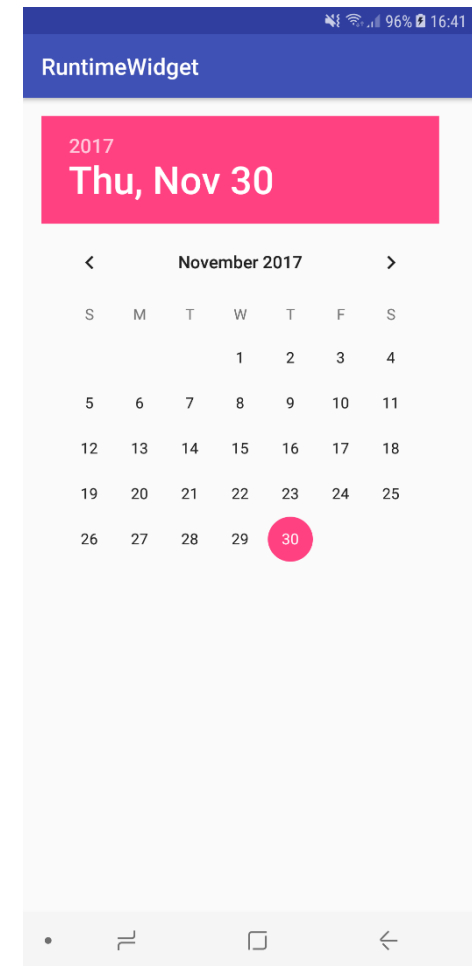 96% 16:41
RuntimeWidget
2017
Thu, Nov 30
November 2017
S M T W T F S
1 2 3 4
5 6 7 8 9 10 11
12 13 14 15 16 17 18
19 20 21 22 23 24 25
26 27 28 29 30